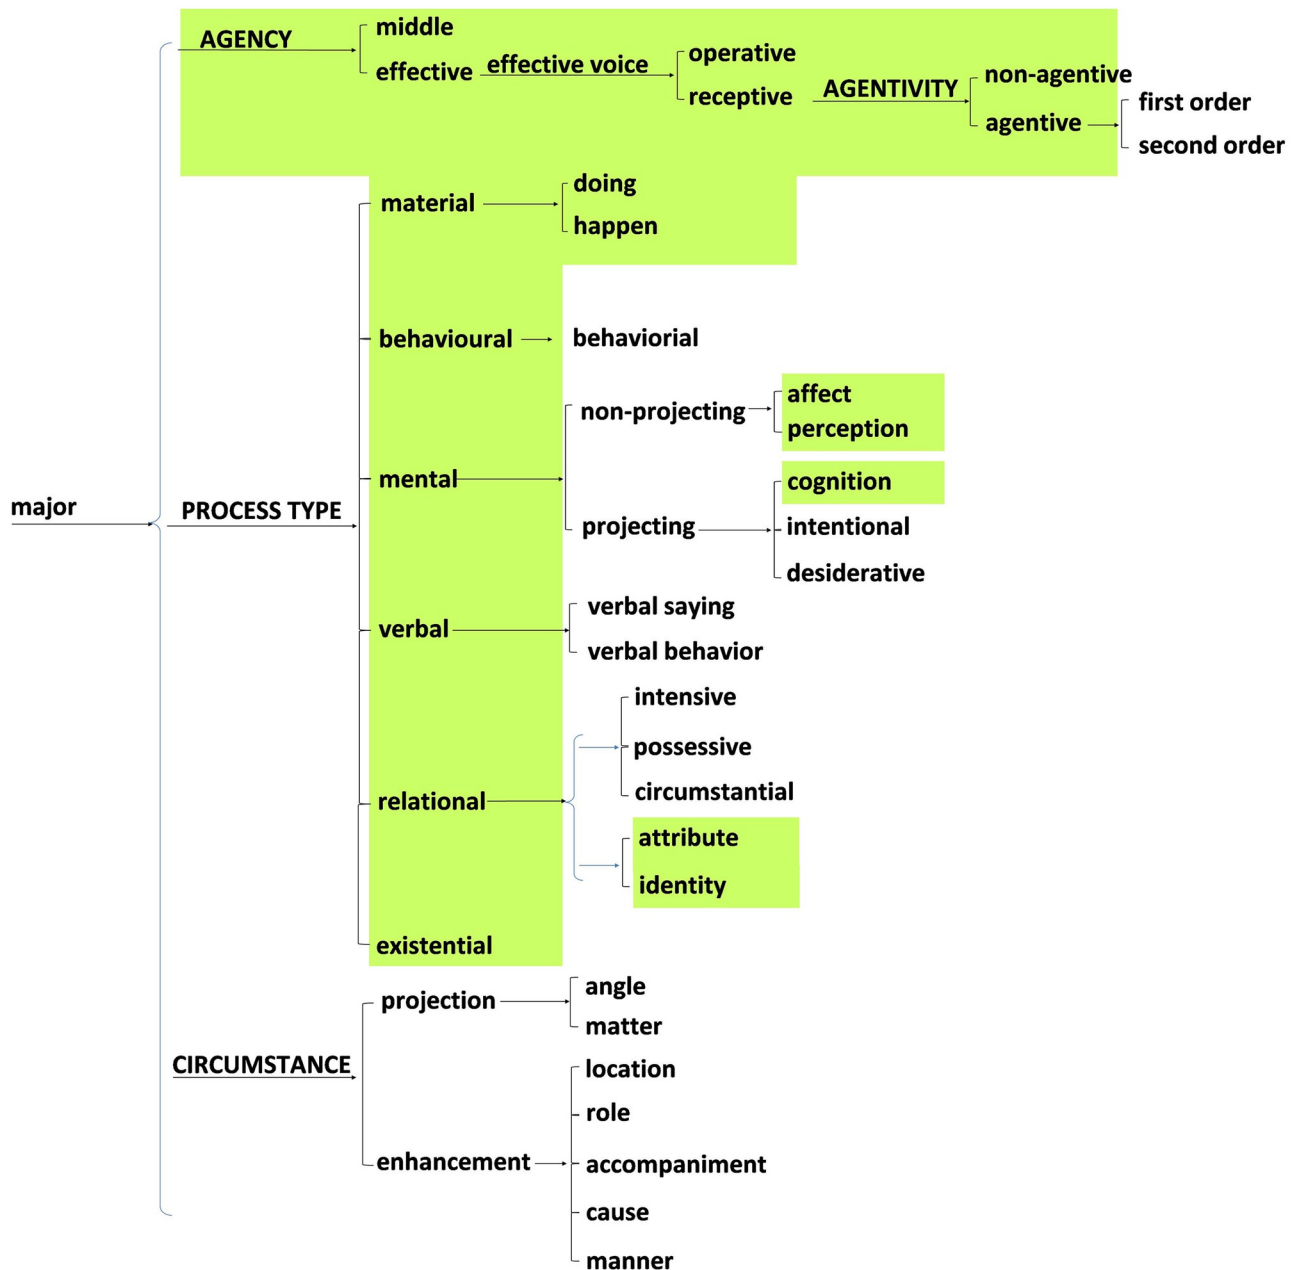 AGENCY
middle
effective
effective voice
operative
receptive
AGENTIVITY
non-agentive
agentive
first order
second order
major
PROCESS TYPE
material
doing
happen
behavioural
behaviorial
mental
non-projecting
affect
perception
projecting
cognition
intentional
desiderative
verbal
verbal saying
verbal behavior
relational
intensive
possessive
circumstantial
attribute
identity
existential
CIRCUMSTANCE
projection
angle
matter
enhancement
location
role
accompaniment
cause
manner